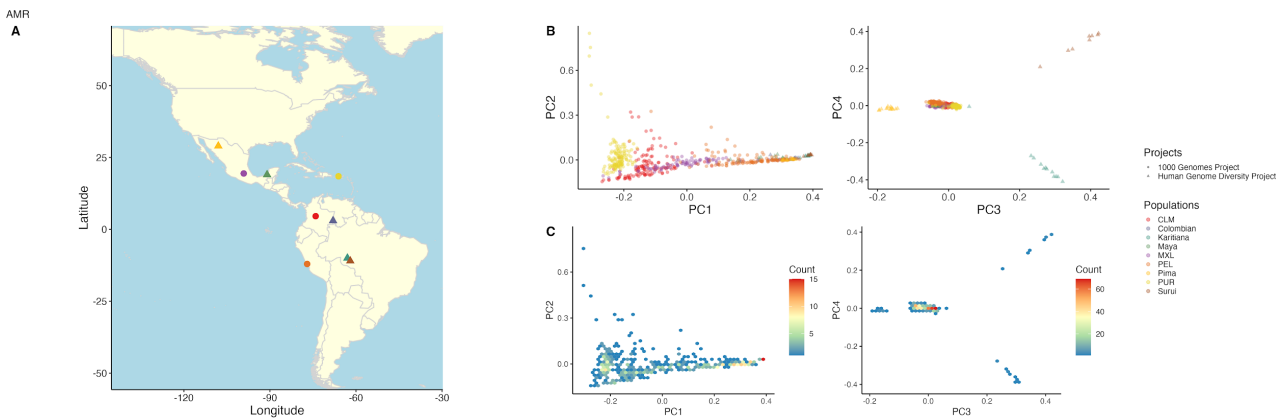 AMR
A
50
25
0
-25
-50
Latitude
-120
-90
-60
-30
Longitude
B
0.6
0.3
0.0
PC2
-0.2
0.0
0.2
0.4
PC1
0.4
0.2
0.0
-0.2
-0.4
PC4
-0.2
0.0
0.2
0.4
PC3
Projects
1000 Genomes Project
Human Genome Diversity Project
Populations
CLM
Colombian
Karitiana
Maya
MXL
PEL
Pima
PUR
Surui
C
0.6
0.3
0.0
PC2
-0.2
0.0
0.2
0.4
PC1
Count
15
10
5
0.4
0.2
0.0
-0.2
-0.4
PC4
-0.2
0.0
0.2
0.4
PC3
Count
60
40
20